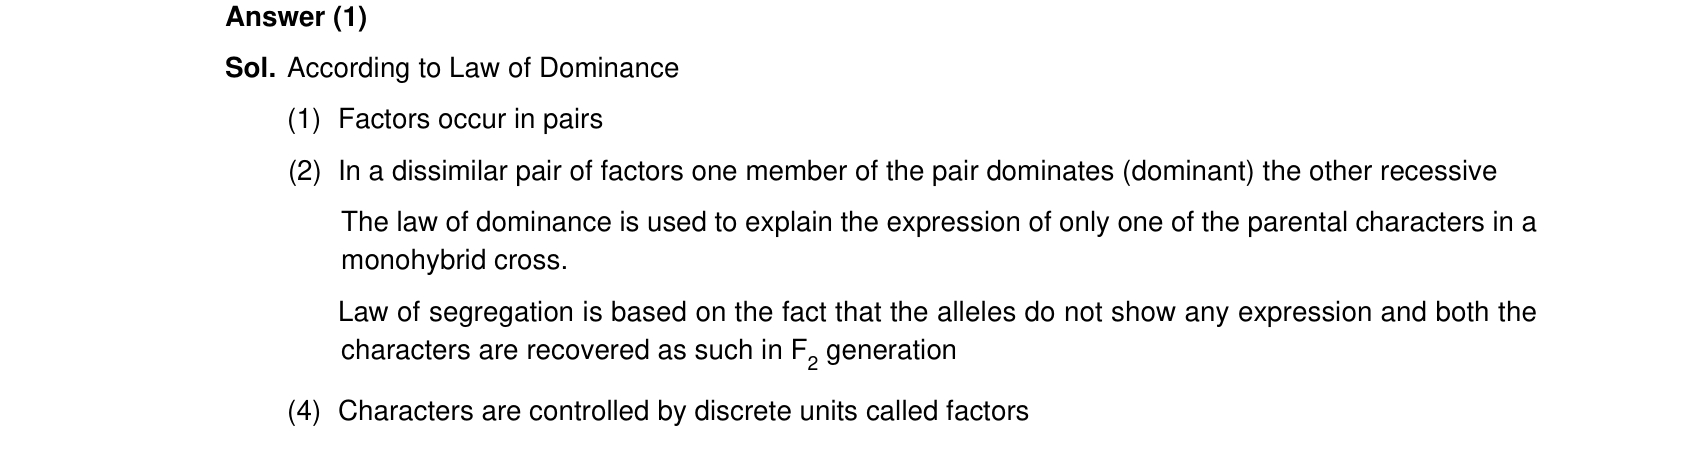 Answer (1)
Sol. According to Law of Dominance
(1) Factors occur in pairs
(2) In a dissimilar pair of factors one member of the pair dominates (dominant) the other recessive
The law of dominance is used to explain the expression of only one of the parental characters in a
monohybrid cross.
Law of segregation is based on the fact that the alleles do not show any expression and both the
characters are recovered as such in F₂ generation
(4) Characters are controlled by discrete units called factors